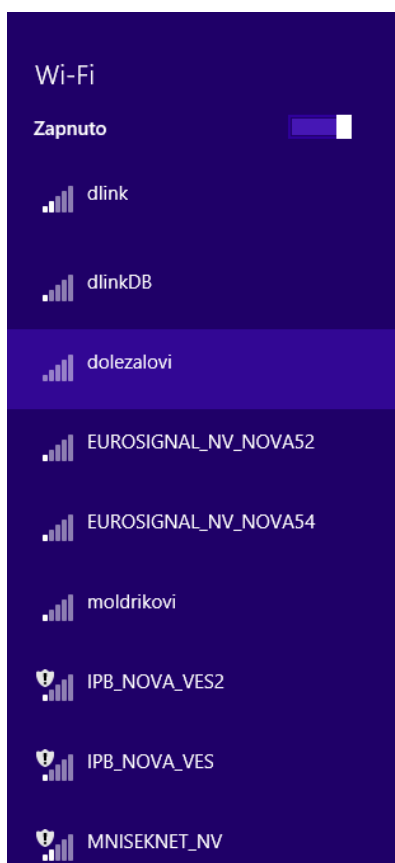 Wi-Fi
Zapnuto
dlink
dlinkDB
dolezalovi
EUROSIGNAL_NV_NOVA52
EUROSIGNAL_NV_NOVA54
moldrikovi
IPB_NOVA_VES2
IPB_NOVA_VES
MNISEKNET_NV